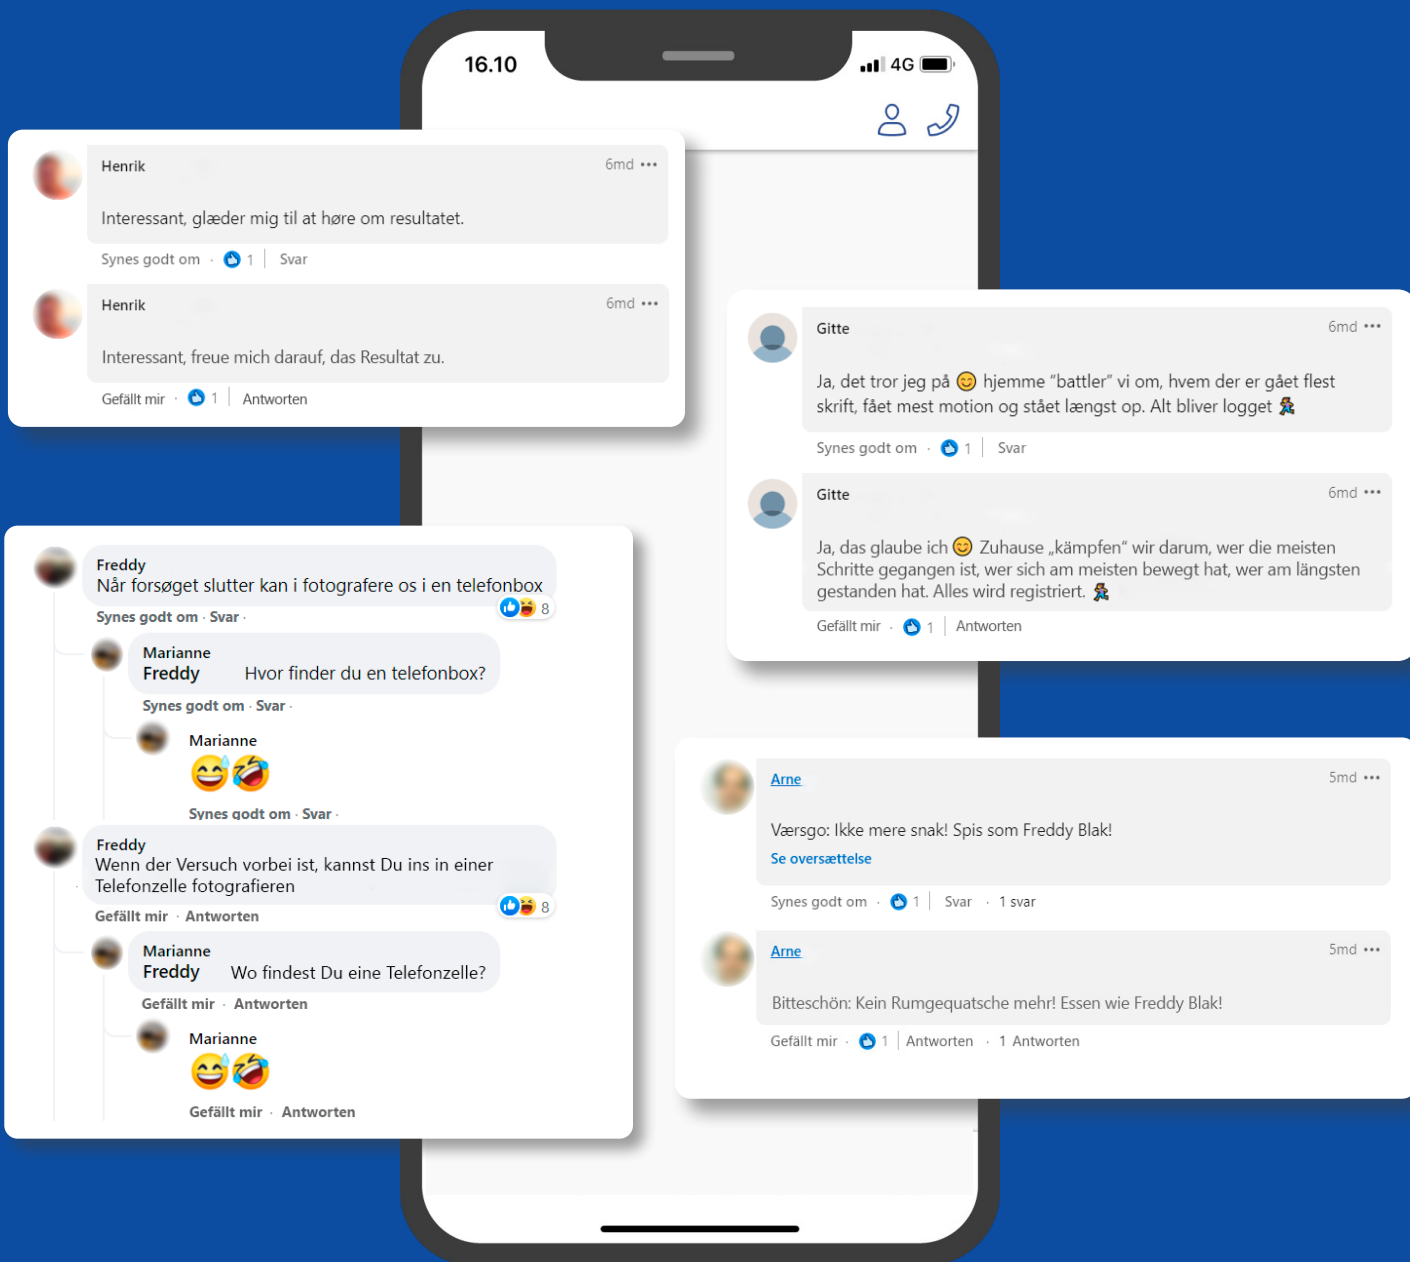 16.10
4G
Henrik
6md
Interessant, glæder mig til at høre om resultatet.
Synes godt om · 1 | Svar
Henrik
6md
Interessant, freue mich darauf, das Resultat zu.
Gefällt mir · 1 | Antworten
Gitte
6md
Ja, det tror jeg på 😊 hjemme "battler" vi om, hvem der er gået flest
skrift, fået mest motion og stået længst op. Alt bliver logget
Synes godt om · 1 | Svar
Gitte
6md
Ja, das glaube ich 😊 Zuhause „kämpfen“ wir darum, wer die meisten
Schritte gegangen ist, wer sich am meisten bewegt hat, wer am längsten
gestanden hat. Alles wird registriert.
Gefällt mir · 1 | Antworten
Freddy
Når forsøget slutter kan i fotografere os i en telefonbox
8
Synes godt om · Svar ·
Marianne
Freddy Hvor finder du en telefonbox?
Synes godt om · Svar ·
Marianne
😅🤣
Synes godt om · Svar ·
Freddy
Wenn der Versuch vorbei ist, kannst Du ins in einer
Telefonzelle fotografieren
8
Gefällt mir · Antworten
Marianne
Freddy Wo findest Du eine Telefonzelle?
Gefällt mir · Antworten
Marianne
😅🤣
Gefällt mir · Antworten
Arne
5md
Værsgo: Ikke mere snak! Spis som Freddy Blak!
Se oversættelse
Synes godt om · 1 | Svar · 1 svar
Arne
5md
Bitteschön: Kein Rumgequatsche mehr! Essen wie Freddy Blak!
Gefällt mir · 1 | Antworten · 1 Antworten